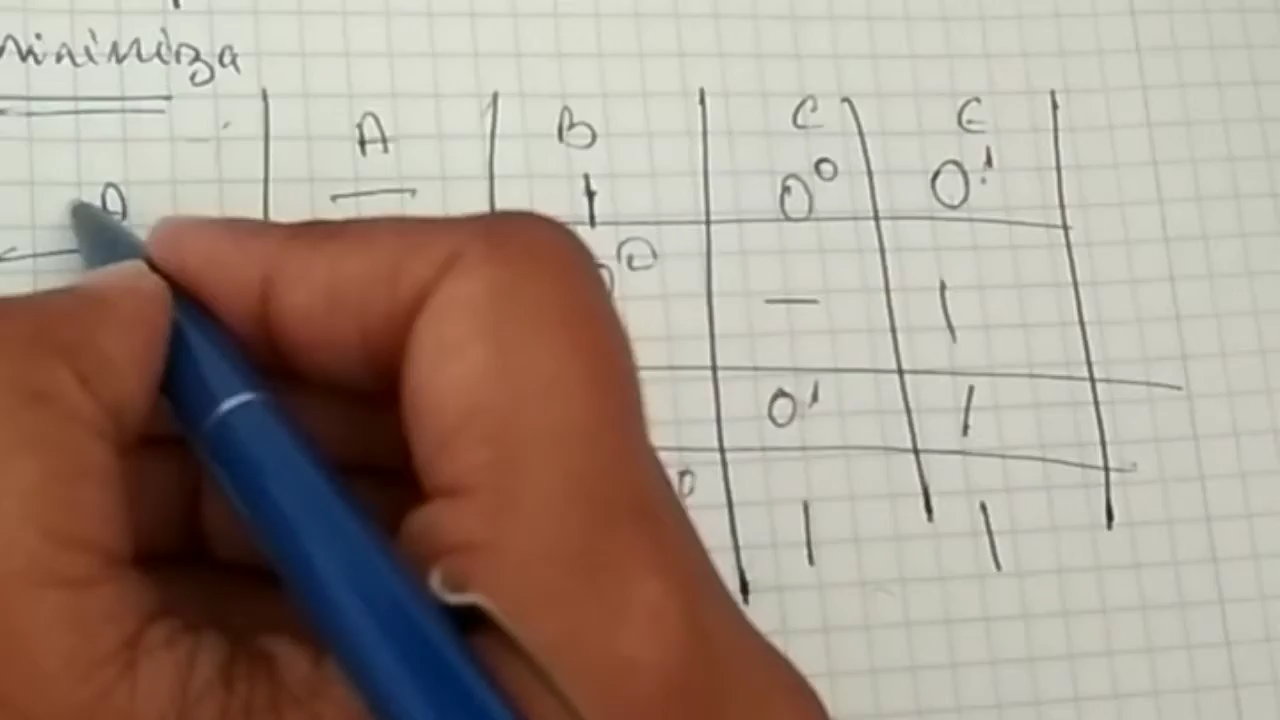 minimiza
A B C E
A — 1 0⁰ 0¹
— 1
0¹ 1
1 1